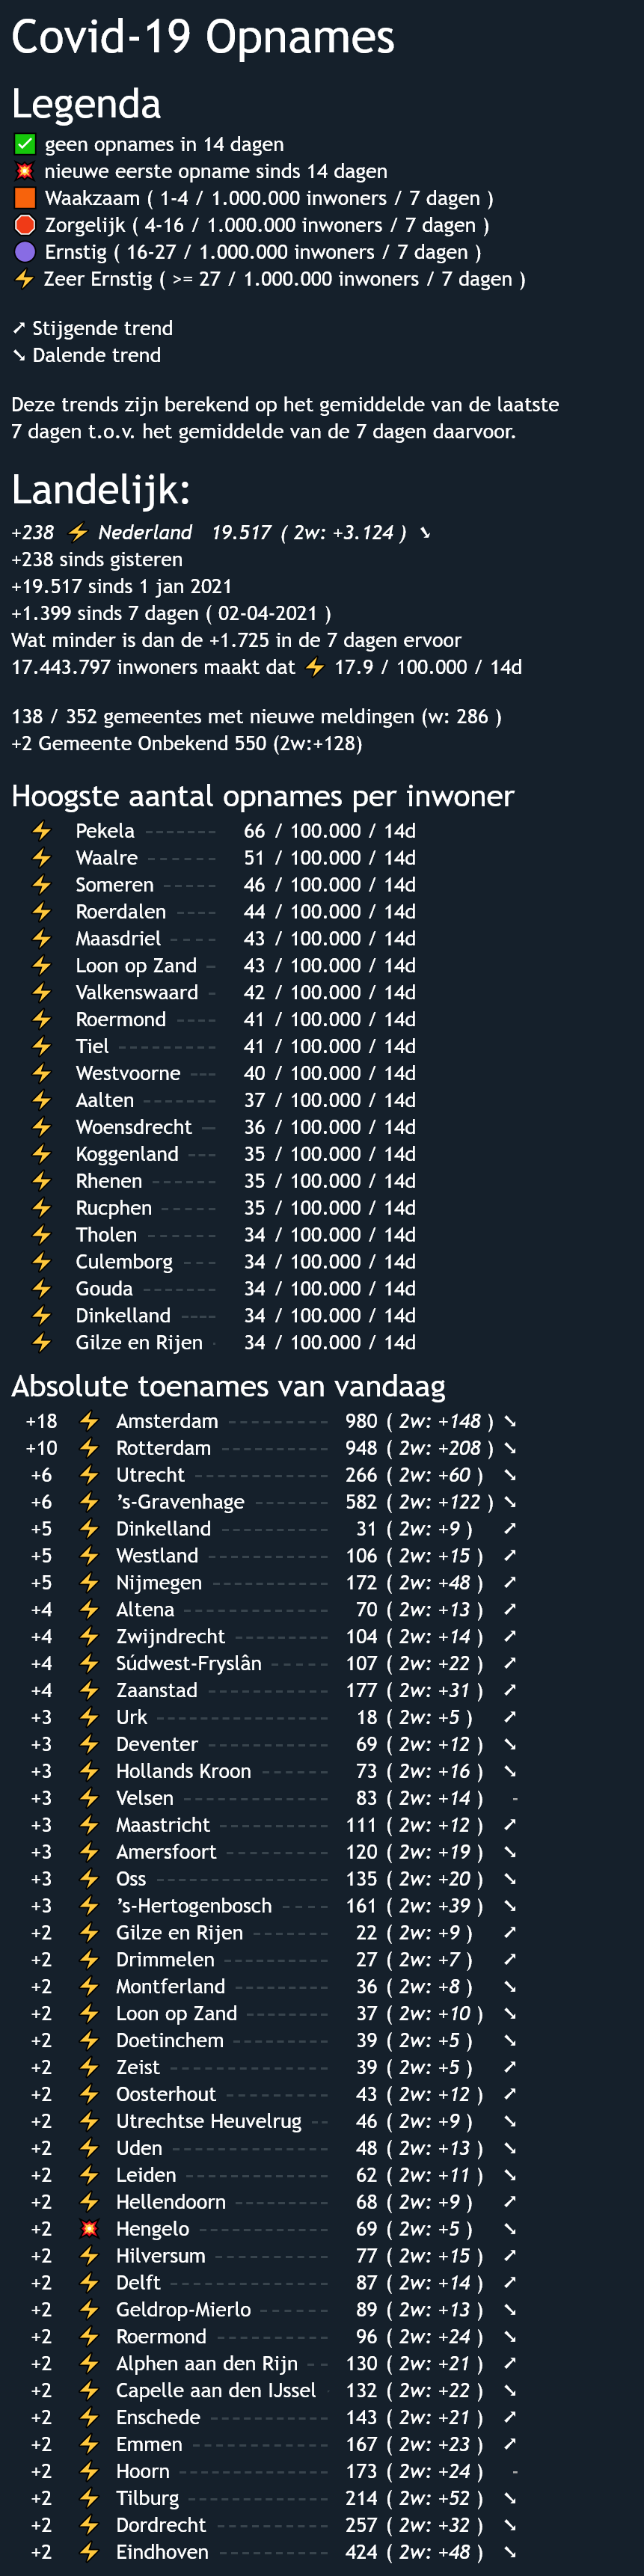 Covid-19 Opnames
Legenda
✅ geen opnames in 14 dagen
💥 nieuwe eerste opname sinds 14 dagen
🟧 Waakzaam ( 1-4 / 1.000.000 inwoners / 7 dagen )
🛑 Zorgelijk ( 4-16 / 1.000.000 inwoners / 7 dagen )
🟣 Ernstig ( 16-27 / 1.000.000 inwoners / 7 dagen )
⚡ Zeer Ernstig ( >= 27 / 1.000.000 inwoners / 7 dagen )
➚ Stijgende trend
➘ Dalende trend
Deze trends zijn berekend op het gemiddelde van de laatste
7 dagen t.o.v. het gemiddelde van de 7 dagen daarvoor.
Landelijk:
+238 ⚡ Nederland 19.517 ( 2w: +3.124 ) ➘
+238 sinds gisteren
+19.517 sinds 1 jan 2021
+1.399 sinds 7 dagen ( 02-04-2021 )
Wat minder is dan de +1.725 in de 7 dagen ervoor
17.443.797 inwoners maakt dat ⚡ 17.9 / 100.000 / 14d
138 / 352 gemeentes met nieuwe meldingen (w: 286 )
+2 Gemeente Onbekend 550 (2w:+128)
Hoogste aantal opnames per inwoner
⚡ Pekela ------- 66 / 100.000 / 14d
⚡ Waalre ------ 51 / 100.000 / 14d
⚡ Someren ----- 46 / 100.000 / 14d
⚡ Roerdalen ---- 44 / 100.000 / 14d
⚡ Maasdriel ----- 43 / 100.000 / 14d
⚡ Loon op Zand - 43 / 100.000 / 14d
⚡ Valkenswaard - 42 / 100.000 / 14d
⚡ Roermond ---- 41 / 100.000 / 14d
⚡ Tiel --------- 41 / 100.000 / 14d
⚡ Westvoorne --- 40 / 100.000 / 14d
⚡ Aalten ------- 37 / 100.000 / 14d
⚡ Woensdrecht -- 36 / 100.000 / 14d
⚡ Koggenland --- 35 / 100.000 / 14d
⚡ Rhenen ------ 35 / 100.000 / 14d
⚡ Rucphen ----- 35 / 100.000 / 14d
⚡ Tholen ------ 34 / 100.000 / 14d
⚡ Culemborg --- 34 / 100.000 / 14d
⚡ Gouda ------- 34 / 100.000 / 14d
⚡ Dinkelland ---- 34 / 100.000 / 14d
⚡ Gilze en Rijen - 34 / 100.000 / 14d
Absolute toenames van vandaag
+18 ⚡ Amsterdam --------- 980 ( 2w: +148 ) ➘
+10 ⚡ Rotterdam ---------- 948 ( 2w: +208 ) ➘
+6 ⚡ Utrecht ------------ 266 ( 2w: +60 ) ➘
+6 ⚡ ’s-Gravenhage ------- 582 ( 2w: +122 ) ➘
+5 ⚡ Dinkelland ---------- 31 ( 2w: +9 ) ➚
+5 ⚡ Westland ----------- 106 ( 2w: +15 ) ➚
+5 ⚡ Nijmegen ----------- 172 ( 2w: +48 ) ➚
+4 ⚡ Altena ------------- 70 ( 2w: +13 ) ➚
+4 ⚡ Zwijndrecht --------- 104 ( 2w: +14 ) ➚
+4 ⚡ Súdwest-Fryslân ------ 107 ( 2w: +22 ) ➚
+4 ⚡ Zaanstad ----------- 177 ( 2w: +31 ) ➚
+3 ⚡ Urk --------------- 18 ( 2w: +5 ) ➚
+3 ⚡ Deventer ----------- 69 ( 2w: +12 ) ➘
+3 ⚡ Hollands Kroon ------- 73 ( 2w: +16 ) ➘
+3 ⚡ Velsen ------------- 83 ( 2w: +14 ) -
+3 ⚡ Maastricht ---------- 111 ( 2w: +12 ) ➚
+3 ⚡ Amersfoort ---------- 120 ( 2w: +19 ) ➘
+3 ⚡ Oss --------------- 135 ( 2w: +20 ) ➘
+3 ⚡ ’s-Hertogenbosch ---- 161 ( 2w: +39 ) ➘
+2 ⚡ Gilze en Rijen ------- 22 ( 2w: +9 ) ➚
+2 ⚡ Drimmelen --------- 27 ( 2w: +7 ) ➚
+2 ⚡ Montferland --------- 36 ( 2w: +8 ) ➘
+2 ⚡ Loon op Zand ------- 37 ( 2w: +10 ) ➘
+2 ⚡ Doetinchem --------- 39 ( 2w: +5 ) ➘
+2 ⚡ Zeist -------------- 39 ( 2w: +5 ) ➚
+2 ⚡ Oosterhout --------- 43 ( 2w: +12 ) ➚
+2 ⚡ Utrechtse Heuvelrug -- 46 ( 2w: +9 ) ➘
+2 ⚡ Uden -------------- 48 ( 2w: +13 ) ➘
+2 ⚡ Leiden ------------- 62 ( 2w: +11 ) ➘
+2 ⚡ Hellendoorn -------- 68 ( 2w: +9 ) ➚
+2 💥 Hengelo ------------ 69 ( 2w: +5 ) ➘
+2 ⚡ Hilversum ---------- 77 ( 2w: +15 ) ➚
+2 ⚡ Delft -------------- 87 ( 2w: +14 ) ➚
+2 ⚡ Geldrop-Mierlo ------ 89 ( 2w: +13 ) ➘
+2 ⚡ Roermond ---------- 96 ( 2w: +24 ) ➘
+2 ⚡ Alphen aan den Rijn -- 130 ( 2w: +21 ) ➚
+2 ⚡ Capelle aan den IJssel - 132 ( 2w: +22 ) ➘
+2 ⚡ Enschede ----------- 143 ( 2w: +21 ) ➚
+2 ⚡ Emmen ------------ 167 ( 2w: +23 ) ➚
+2 ⚡ Hoorn ------------- 173 ( 2w: +24 ) -
+2 ⚡ Tilburg ------------ 214 ( 2w: +52 ) ➘
+2 ⚡ Dordrecht ---------- 257 ( 2w: +32 ) ➘
+2 ⚡ Eindhoven ---------- 424 ( 2w: +48 ) ➘